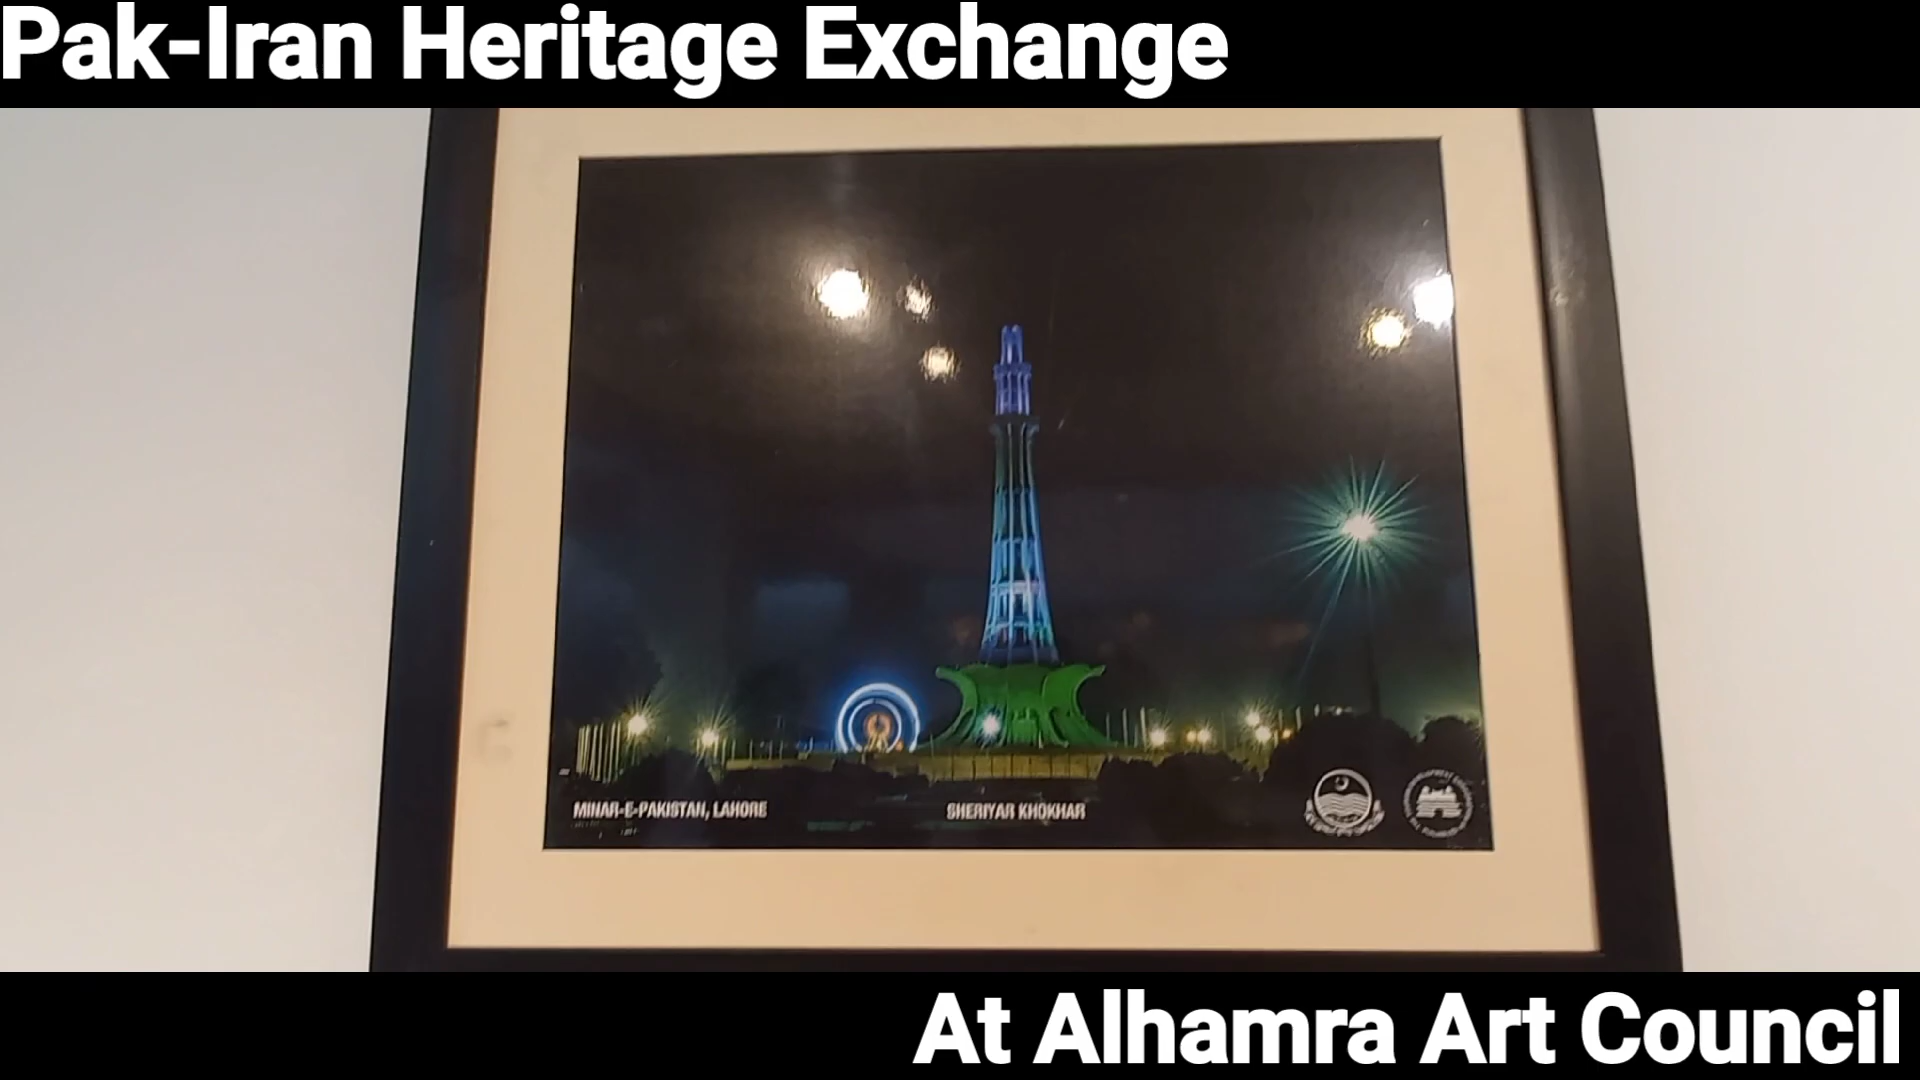 Pak-Iran Heritage Exchange
MINAR-E-PAKISTAN, LAHORE
SHERIYAR KHOKHAR
At Alhamra Art Council